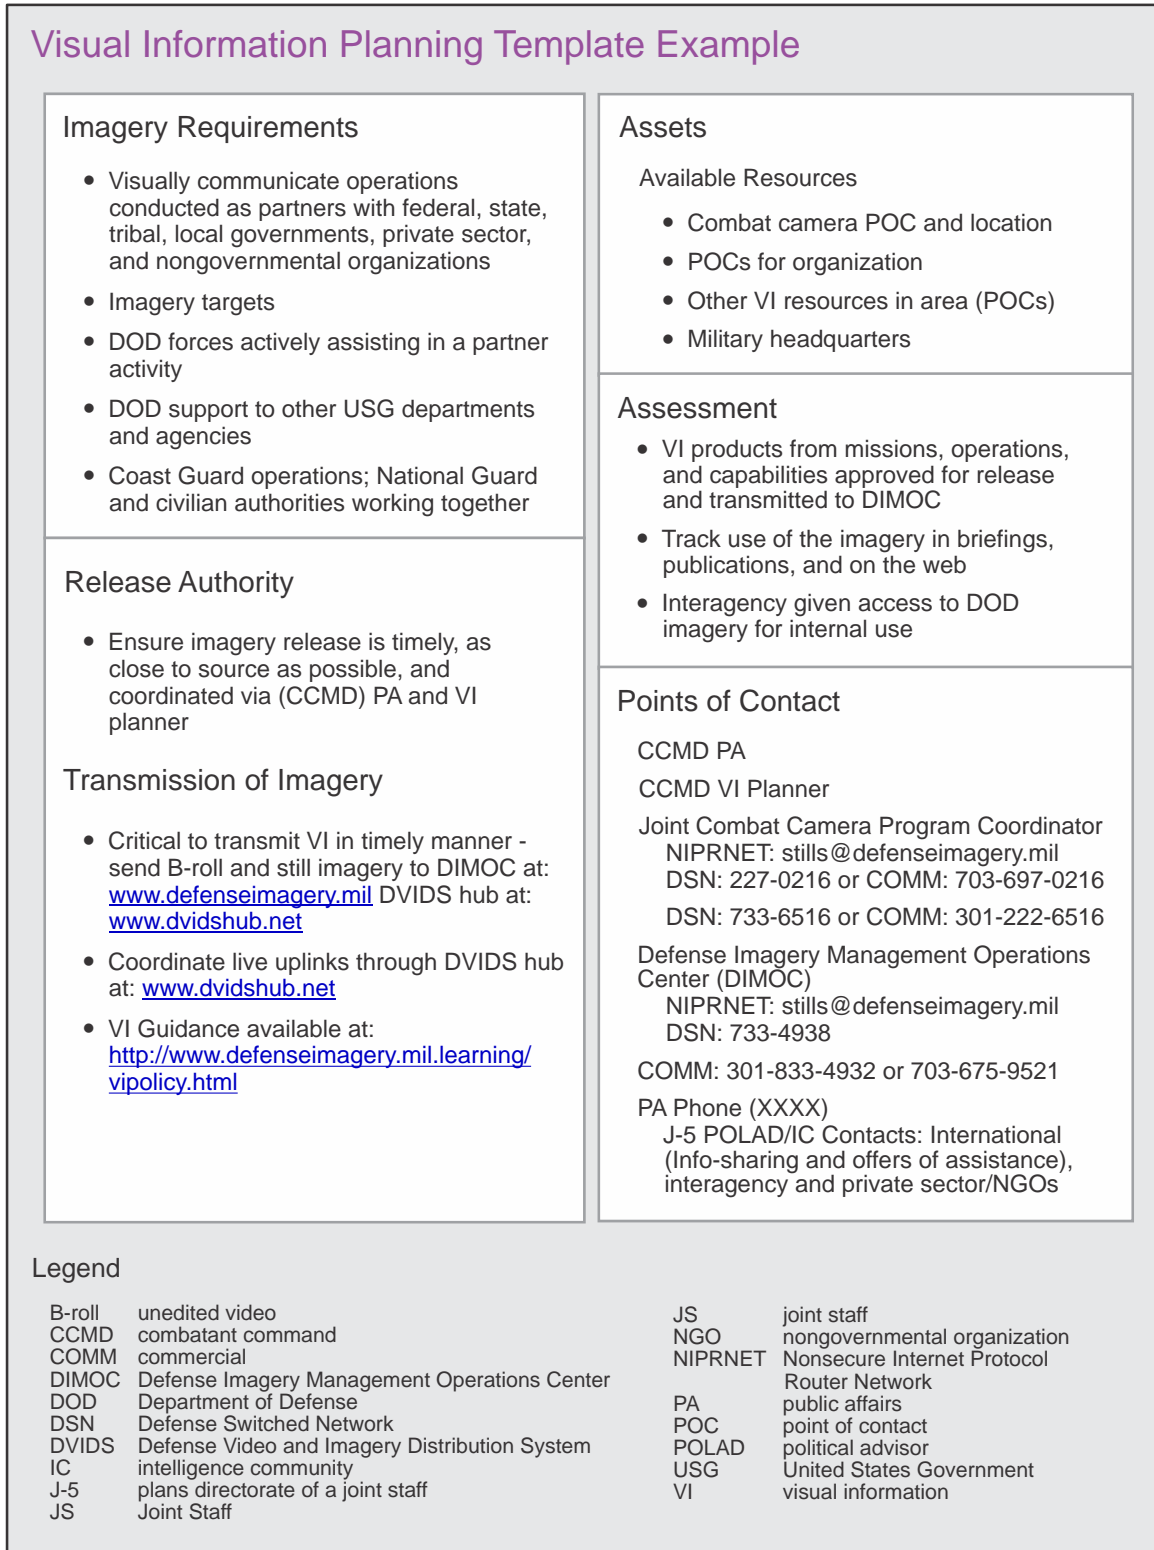 Visual Information Planning Template Example
Imagery Requirements
• Visually communicate operations
conducted as partners with federal, state,
tribal, local governments, private sector,
and nongovernmental organizations
• Imagery targets
• DOD forces actively assisting in a partner
activity
• DOD support to other USG departments
and agencies
• Coast Guard operations; National Guard
and civilian authorities working together
Release Authority
• Ensure imagery release is timely, as
close to source as possible, and
coordinated via (CCMD) PA and VI
planner
Transmission of Imagery
• Critical to transmit VI in timely manner -
send B-roll and still imagery to DIMOC at:
www.defenseimagery.mil DVIDS hub at:
www.dvidshub.net
• Coordinate live uplinks through DVIDS hub
at: www.dvidshub.net
• VI Guidance available at:
http://www.defenseimagery.mil.learning/
vipolicy.html
Assets
Available Resources
• Combat camera POC and location
• POCs for organization
• Other VI resources in area (POCs)
• Military headquarters
Assessment
• VI products from missions, operations,
and capabilities approved for release
and transmitted to DIMOC
• Track use of the imagery in briefings,
publications, and on the web
• Interagency given access to DOD
imagery for internal use
Points of Contact
CCMD PA
CCMD VI Planner
Joint Combat Camera Program Coordinator
NIPRNET: stills@defenseimagery.mil
DSN: 227-0216 or COMM: 703-697-0216
DSN: 733-6516 or COMM: 301-222-6516
Defense Imagery Management Operations
Center (DIMOC)
NIPRNET: stills@defenseimagery.mil
DSN: 733-4938
COMM: 301-833-4932 or 703-675-9521
PA Phone (XXXX)
J-5 POLAD/IC Contacts: International
(Info-sharing and offers of assistance),
interagency and private sector/NGOs
Legend
B-roll unedited video
CCMD combatant command
COMM commercial
DIMOC Defense Imagery Management Operations Center
DOD Department of Defense
DSN Defense Switched Network
DVIDS Defense Video and Imagery Distribution System
IC intelligence community
J-5 plans directorate of a joint staff
JS Joint Staff
JS joint staff
NGO nongovernmental organization
NIPRNET Nonsecure Internet Protocol
Router Network
PA public affairs
POC point of contact
POLAD political advisor
USG United States Government
VI visual information